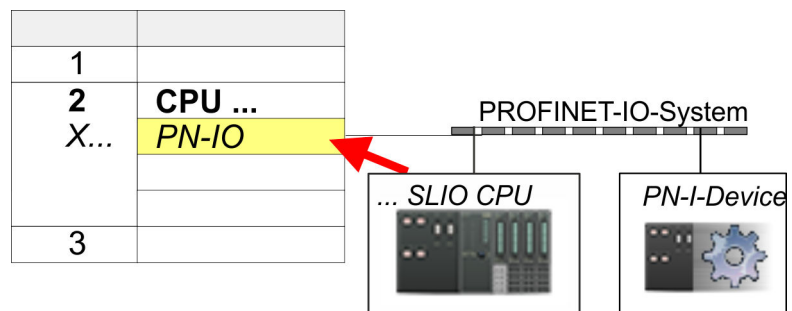 1
2 CPU ...
X... PN-IO
3
PROFINET-IO-System
... SLIO CPU
PN-I-Device